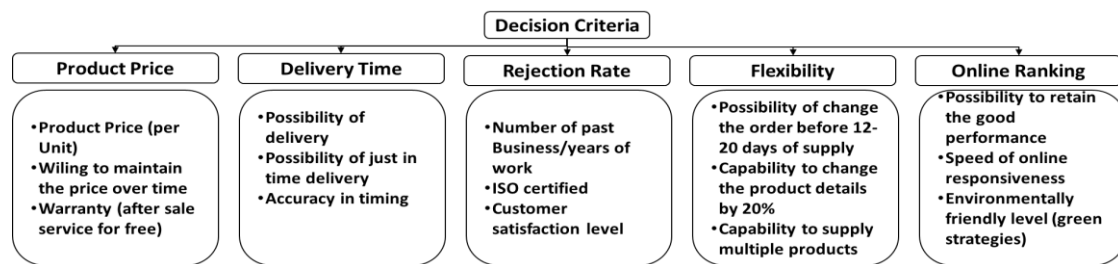 Decision Criteria
Product Price
Delivery Time
Rejection Rate
Flexibility
Online Ranking
•Product Price (per
Unit)
•Wiling to maintain
the price over time
•Warranty (after sale
service for free)
•Possibility of
delivery
•Possibility of just in
time delivery
•Accuracy in timing
•Number of past
Business/years of
work
•ISO certified
•Customer
satisfaction level
•Possibility of change
the order before 12-
20 days of supply
•Capability to change
the product details
by 20%
•Capability to supply
multiple products
•Possibility to retain
the good
performance
•Speed of online
responsiveness
•Environmentally
friendly level (green
strategies)